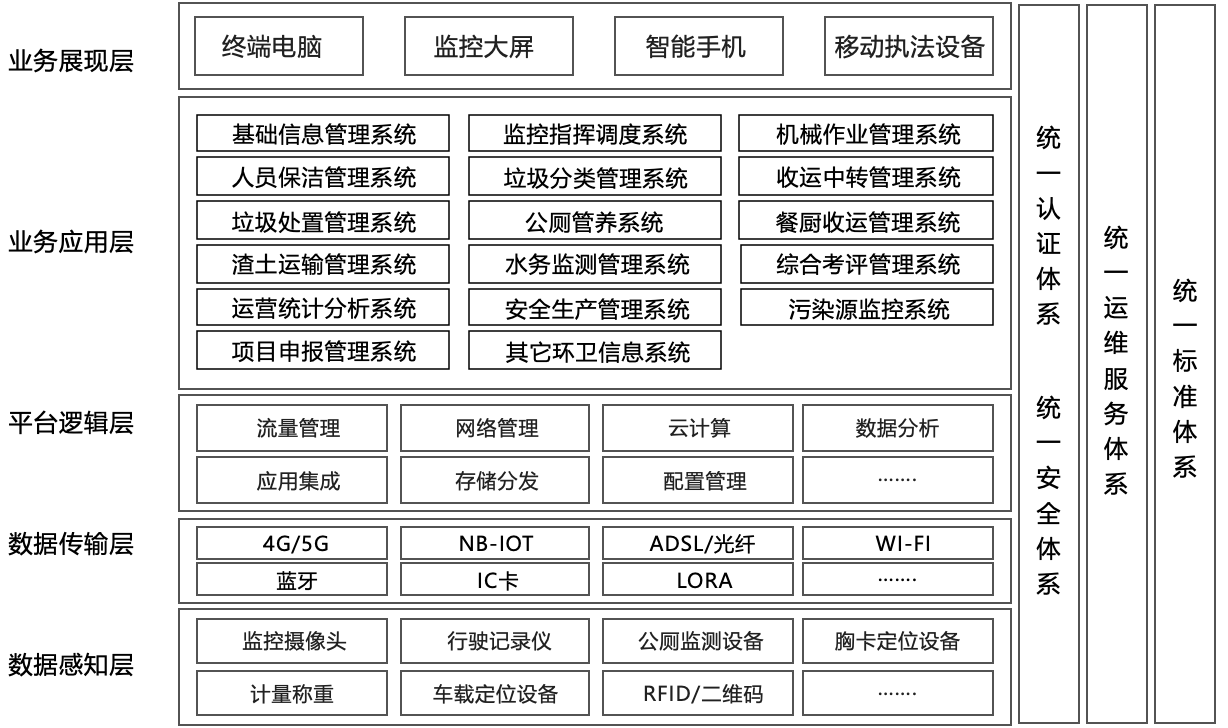 业务展现层
终端电脑
监控大屏
智能手机
移动执法设备
业务应用层
基础信息管理系统
监控指挥调度系统
机械作业管理系统
人员保洁管理系统
垃圾分类管理系统
收运中转管理系统
垃圾处置管理系统
公厕管养系统
餐厨收运管理系统
渣土运输管理系统
水务监测管理系统
综合考评管理系统
运营统计分析系统
安全生产管理系统
污染源监控系统
项目申报管理系统
其它环卫信息系统
平台逻辑层
流量管理
网络管理
云计算
数据分析
应用集成
存储分发
配置管理
…….
数据传输层
4G/5G
NB-IOT
ADSL/光纤
WI-FI
蓝牙
IC卡
LORA
…….
数据感知层
监控摄像头
行驶记录仪
公厕监测设备
胸卡定位设备
计量称重
车载定位设备
RFID/二维码
…….
统一认证体系
统一安全体系
统一运维服务体系
统一标准体系